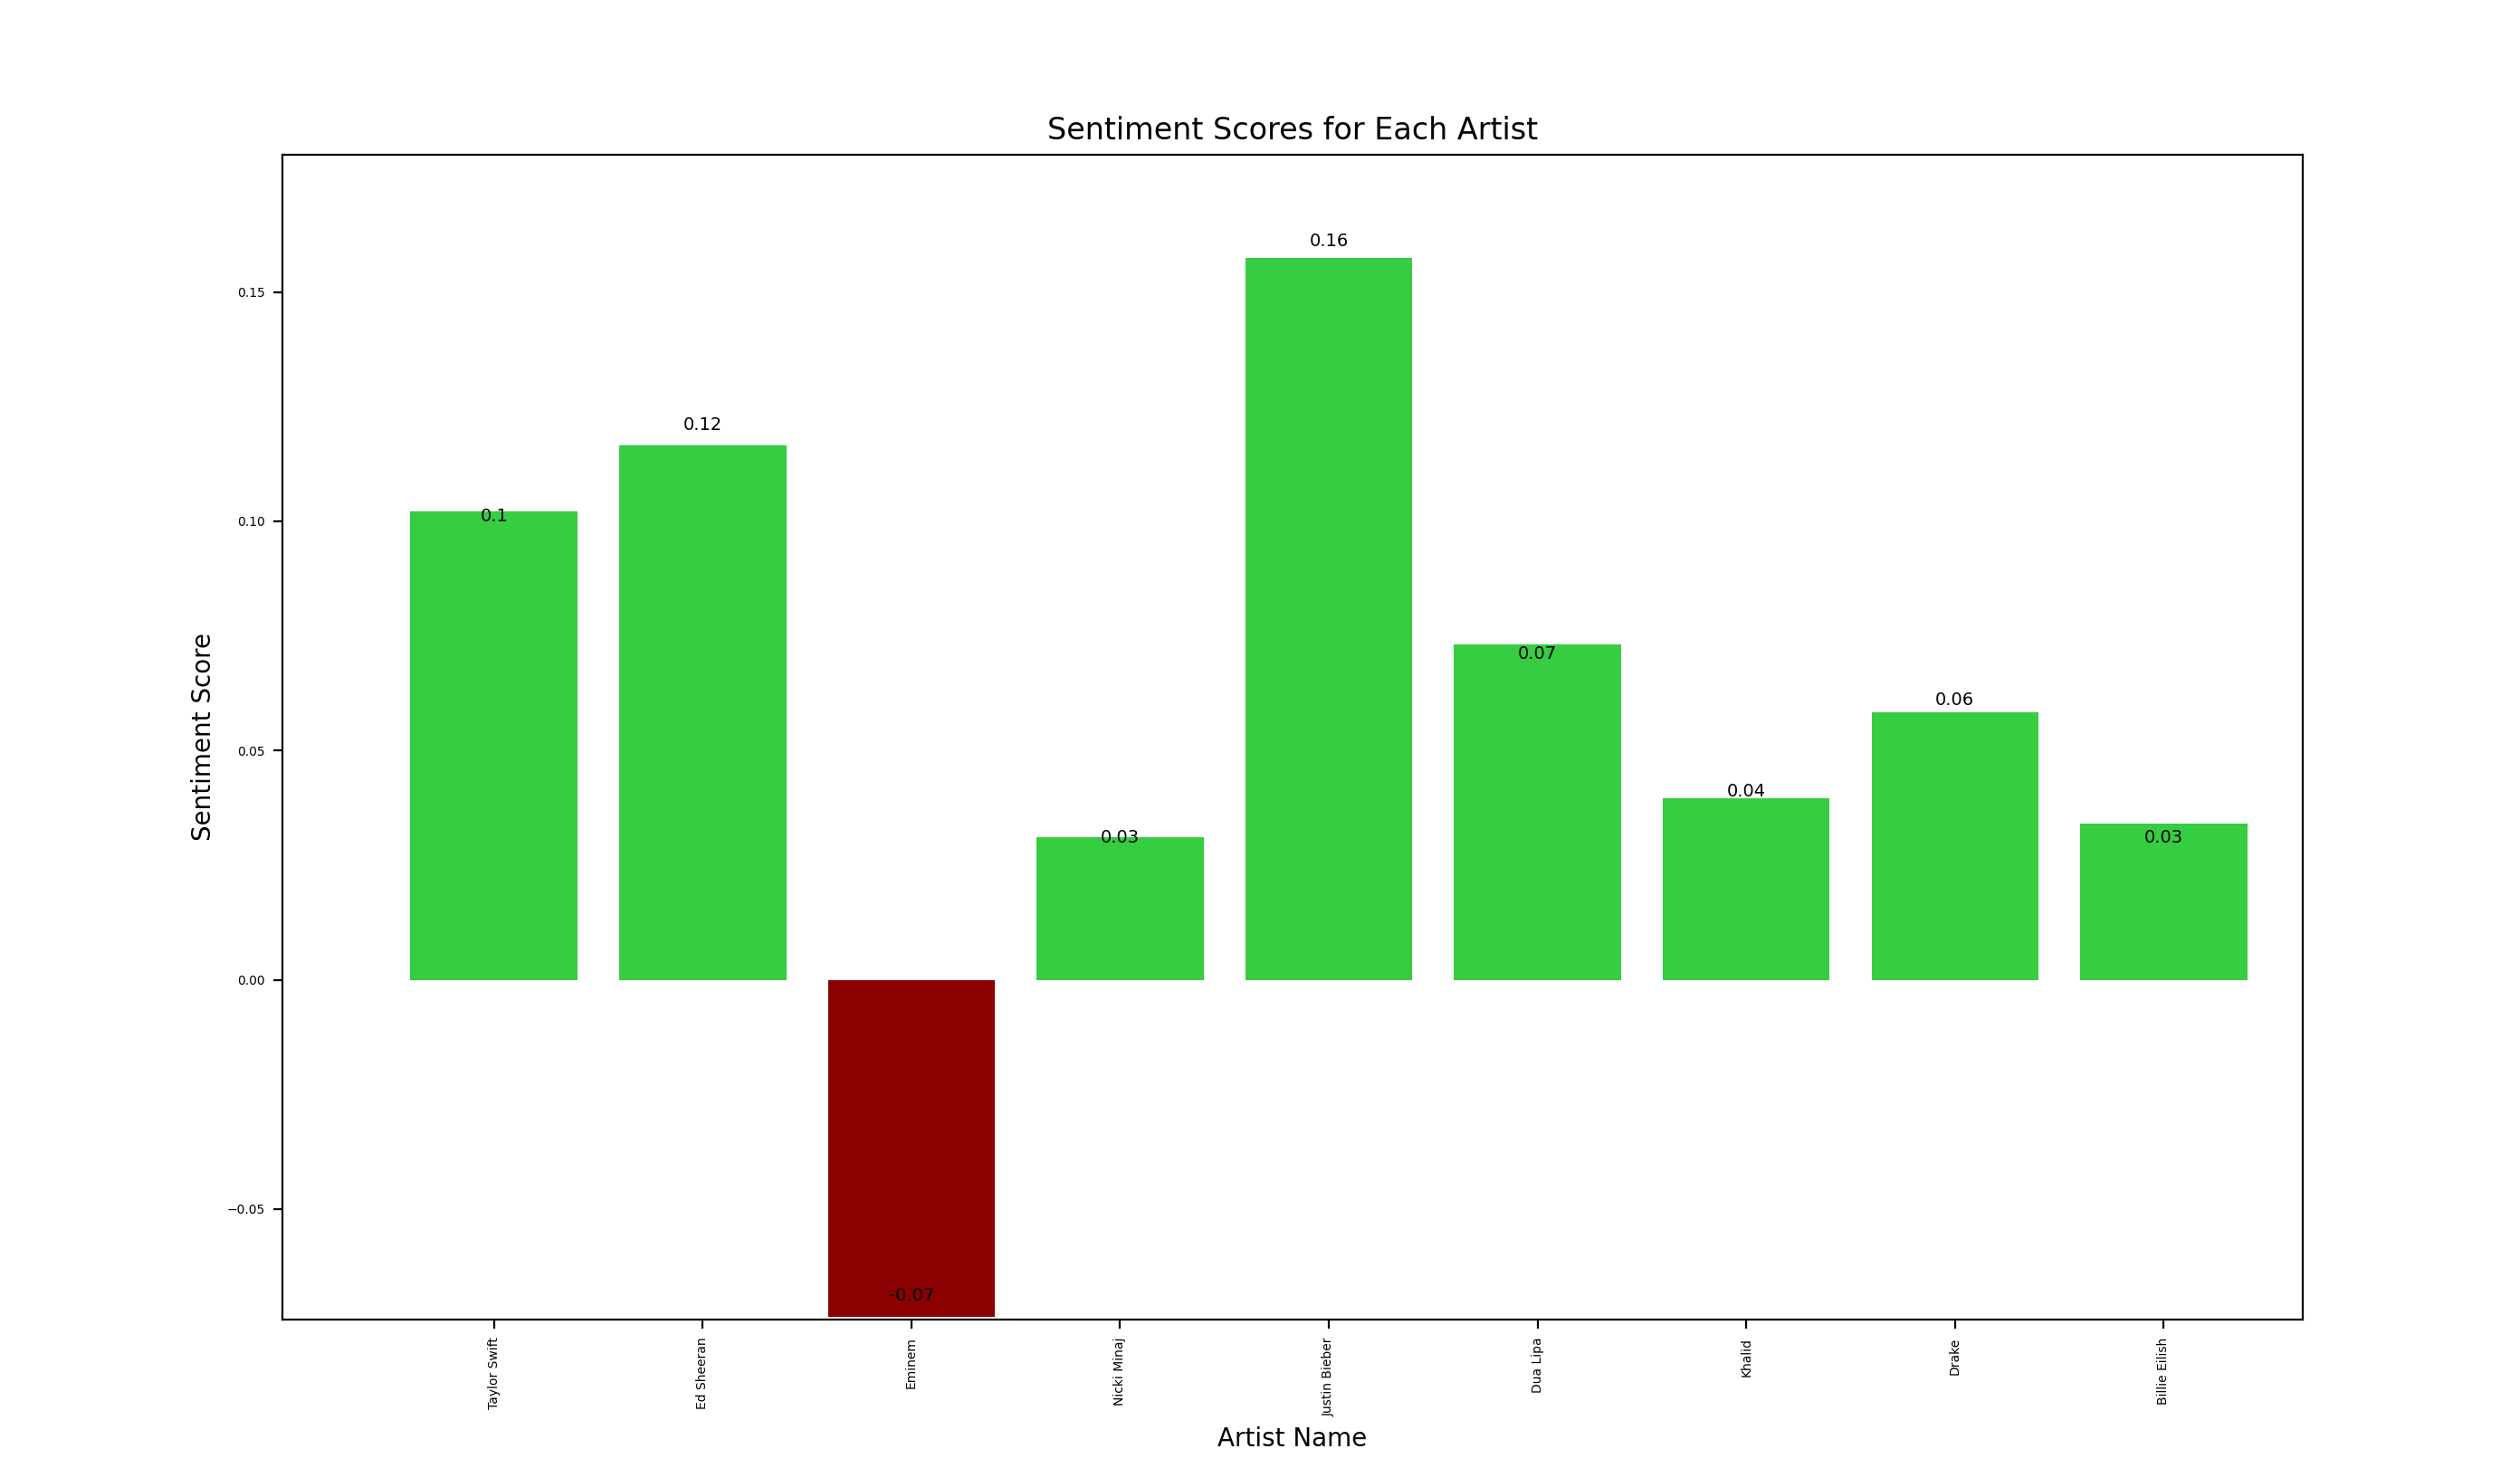 Sentiment Scores for Each Artist
Sentiment Score
0.15
0.10
0.05
0.00
−0.05
0.1
0.12
-0.07
0.03
0.16
0.07
0.04
0.06
0.03
Taylor Swift
Ed Sheeran
Eminem
Nicki Minaj
Justin Bieber
Dua Lipa
Khalid
Drake
Billie Eilish
Artist Name